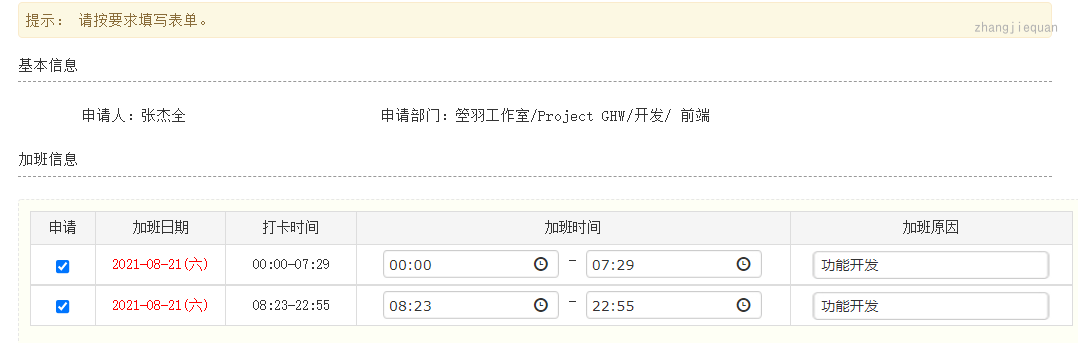 提示： 请按要求填写表单。
zhangjiequan
基本信息
申请人：张杰全 申请部门：箜羽工作室/Project GHW/开发/ 前端
加班信息
申请 加班日期 打卡时间 加班时间 加班原因
2021-08-21(六) 00:00-07:29 00:00 - 07:29 功能开发
2021-08-21(六) 08:23-22:55 08:23 - 22:55 功能开发